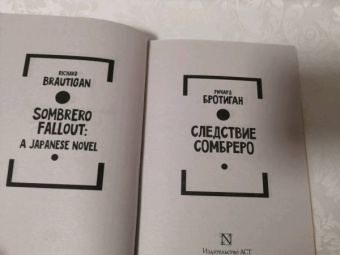 RICHARD
BRAUTIGAN
SOMBRERO
FALLOUT:
A JAPANESE NOVEL
РИЧАРД
БРОТИГАН
СЛЕДСТВИЕ
СОМБРЕРО
N
Издательство АСТ